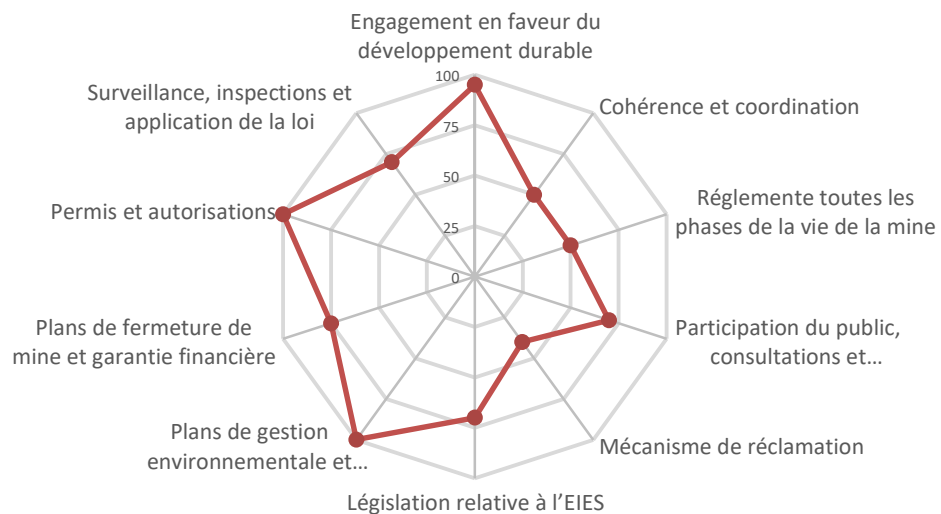 Engagement en faveur du
développement durable
Cohérence et coordination
Réglemente toutes les
phases de la vie de la mine
Participation du public,
consultations et...
Mécanisme de réclamation
Législation relative à l’EIES
Plans de gestion
environnementale et...
Plans de fermeture de
mine et garantie financière
Permis et autorisations
Surveillance, inspections et
application de la loi
100
75
50
25
0